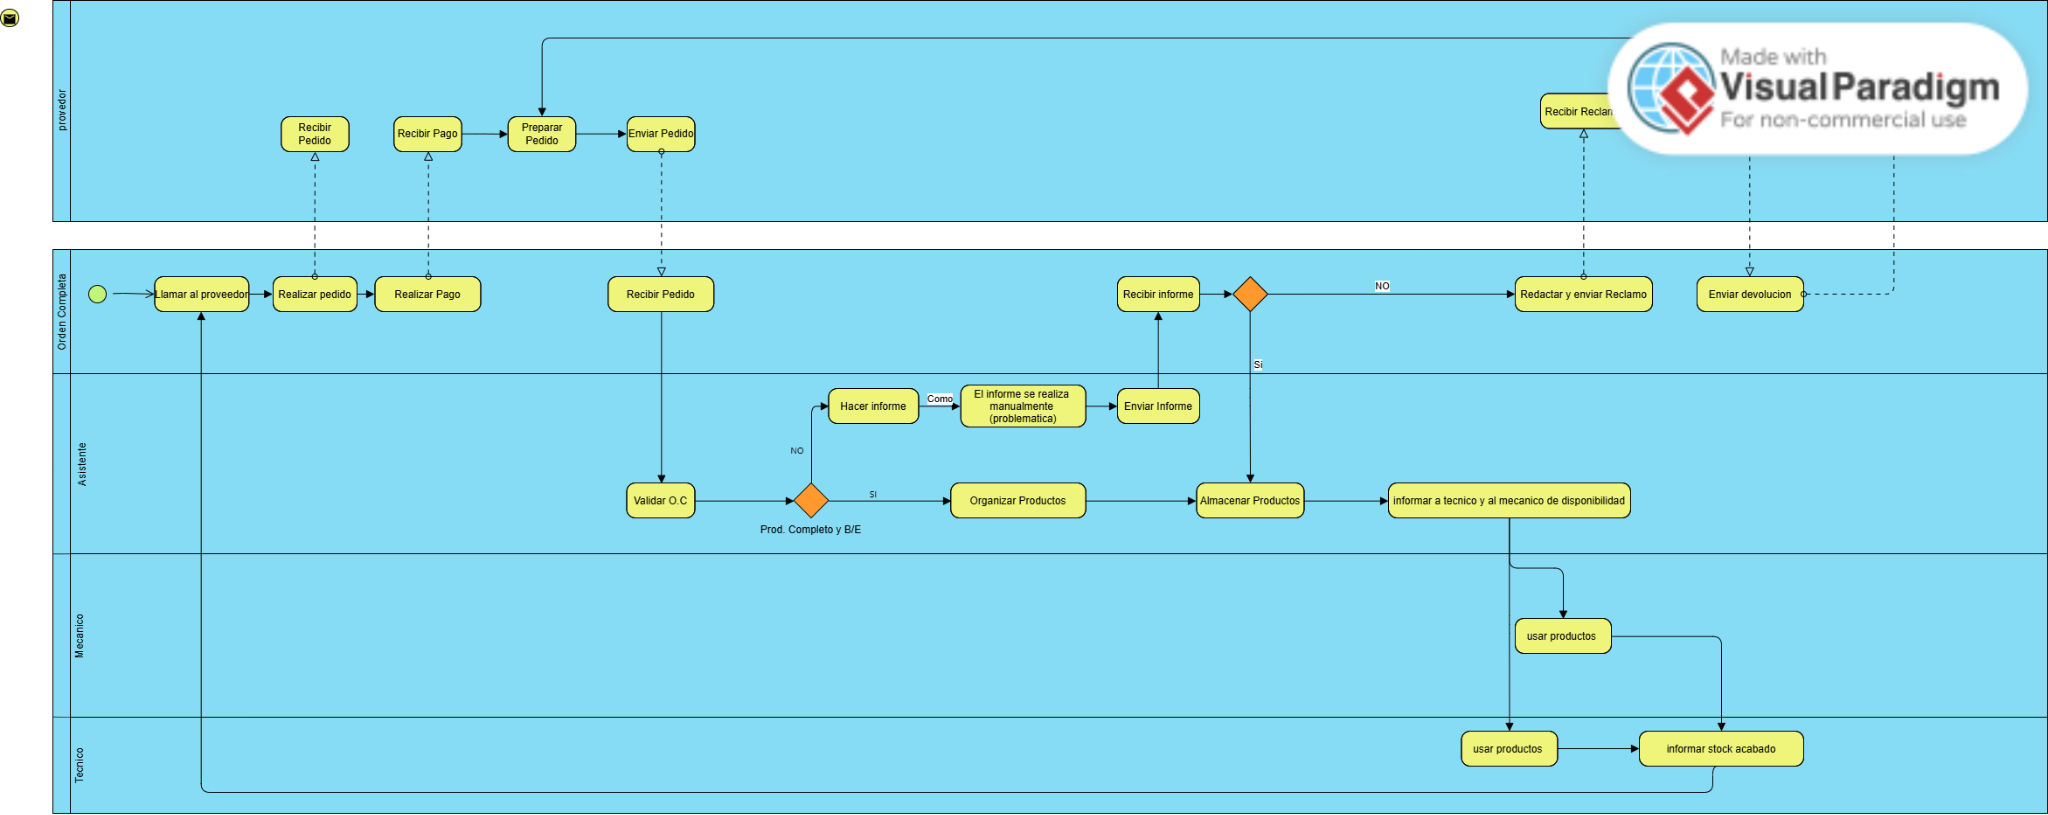 provedor
Made with
Visual Paradigm
For non-commercial use
Recibir
Pedido
Recibir Pago
Preparar
Pedido
Enviar Pedido
Recibir
Orden Completa
Llamar al proveedor
Realizar pedido
Realizar Pago
Recibir Pedido
Recibir informe
NO
Redactar y enviar Reclamo
Enviar devolucion
Si
Asistente
Hacer informe
Como
El informe se realiza
manualmente
(problematica)
Enviar Informe
NO
Validar O.C
SI
Organizar Productos
Almacenar Productos
informar a tecnico y al mecanico de disponibilidad
Prod. Completo y B/E
Mecanico
usar productos
Tecnico
usar productos
informar stock acabado